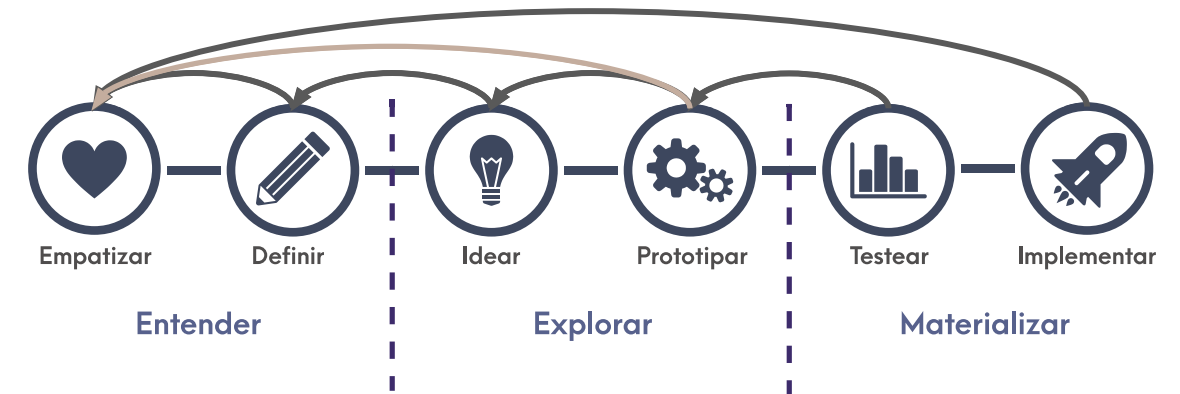 Empatizar
Definir
Idear
Prototipar
Testear
Implementar
Entender
Explorar
Materializar